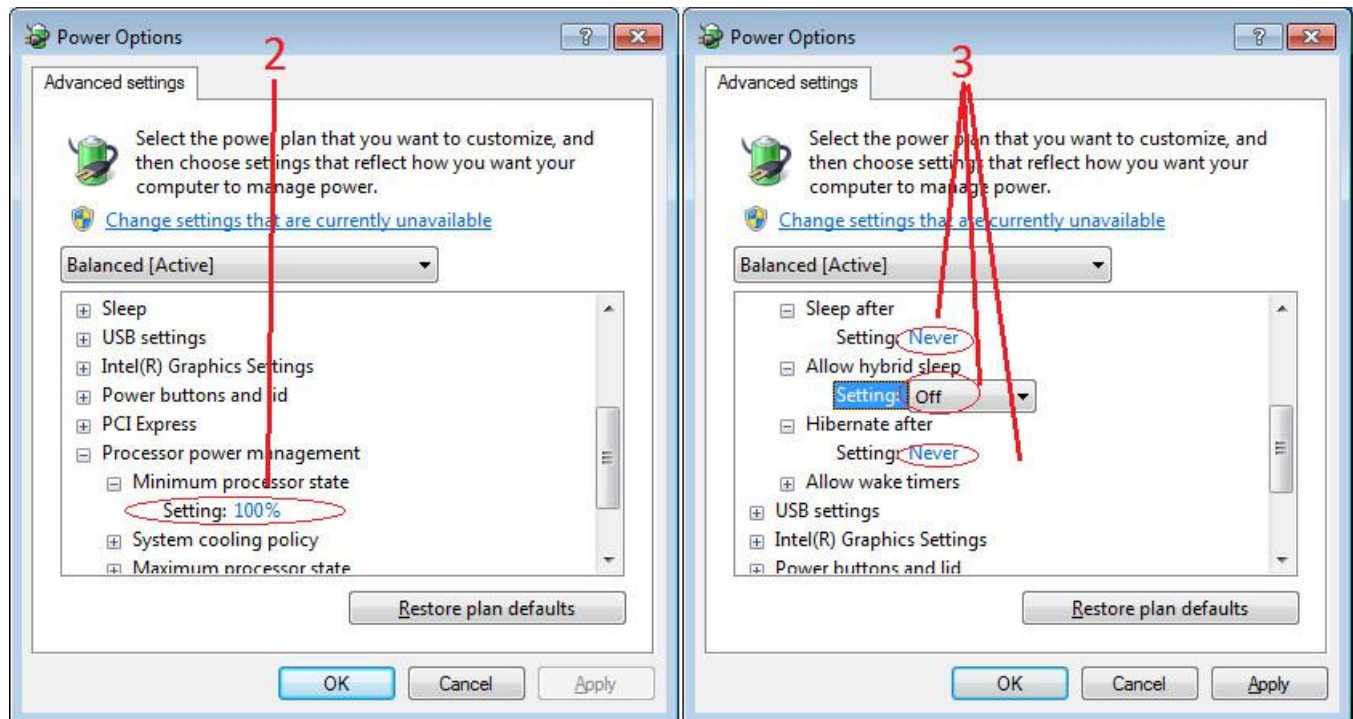 Power Options
2
Advanced settings
Select the power plan that you want to customize, and
then choose settings that reflect how you want your
computer to manage power.
Change settings that are currently unavailable
Balanced [Active]
Sleep
USB settings
Intel(R) Graphics Settings
Power buttons and lid
PCI Express
Processor power management
Minimum processor state
Setting: 100%
System cooling policy
Maximum processor state
Restore plan defaults
OK
Cancel
Apply
Power Options
3
Advanced settings
Select the power plan that you want to customize, and
then choose settings that reflect how you want your
computer to manage power.
Change settings that are currently unavailable
Balanced [Active]
Sleep after
Setting: Never
Allow hybrid sleep
Setting: Off
Hibernate after
Setting: Never
Allow wake timers
USB settings
Intel(R) Graphics Settings
Power buttons and lid
Restore plan defaults
OK
Cancel
Apply